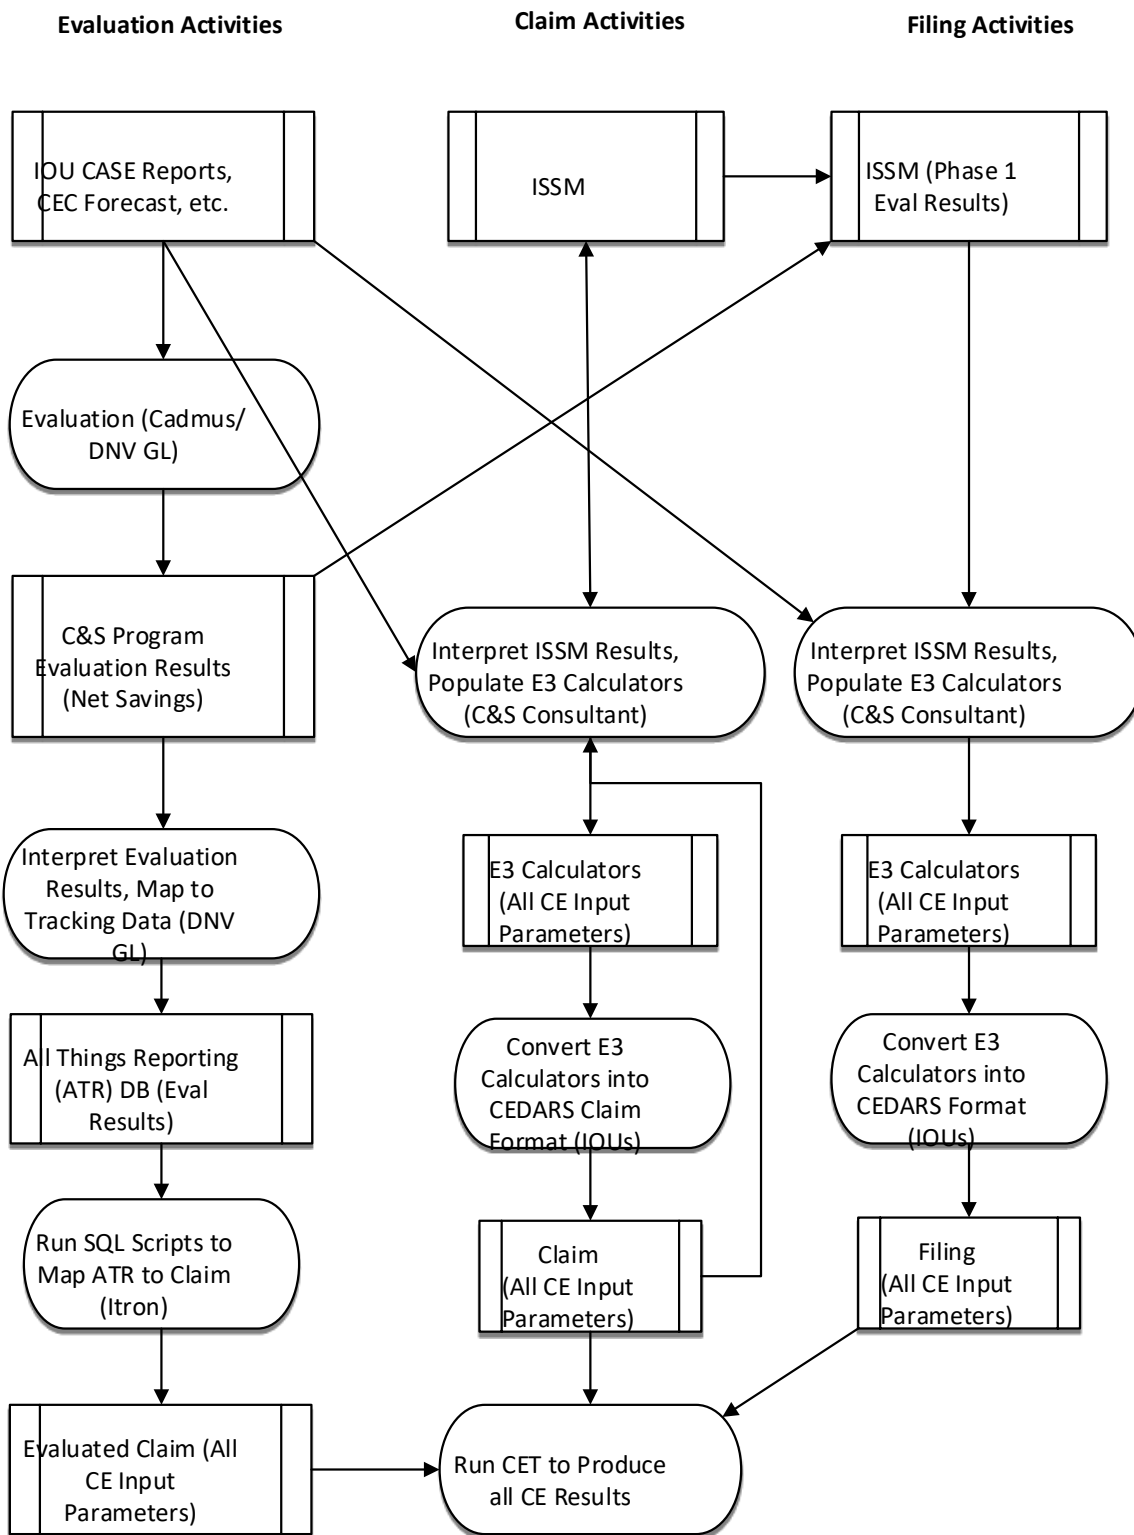 Evaluation Activities
Claim Activities
Filing Activities
IOU CASE Reports,
CEC Forecast, etc.
ISSM
ISSM (Phase 1
Eval Results)
Evaluation (Cadmus/
DNV GL)
C&S Program
Evaluation Results
(Net Savings)
Interpret ISSM Results,
Populate E3 Calculators
(C&S Consultant)
Interpret ISSM Results,
Populate E3 Calculators
(C&S Consultant)
Interpret Evaluation
Results, Map to
Tracking Data (DNV
GL)
E3 Calculators
(All CE Input
Parameters)
E3 Calculators
(All CE Input
Parameters)
All Things Reporting
(ATR) DB (Eval
Results)
Convert E3
Calculators into
CEDARS Claim
Format (IOUs)
Convert E3
Calculators into
CEDARS Format
(IOUs)
Run SQL Scripts to
Map ATR to Claim
(Itron)
Claim
(All CE Input
Parameters)
Filing
(All CE Input
Parameters)
Evaluated Claim (All
CE Input
Parameters)
Run CET to Produce
all CE Results